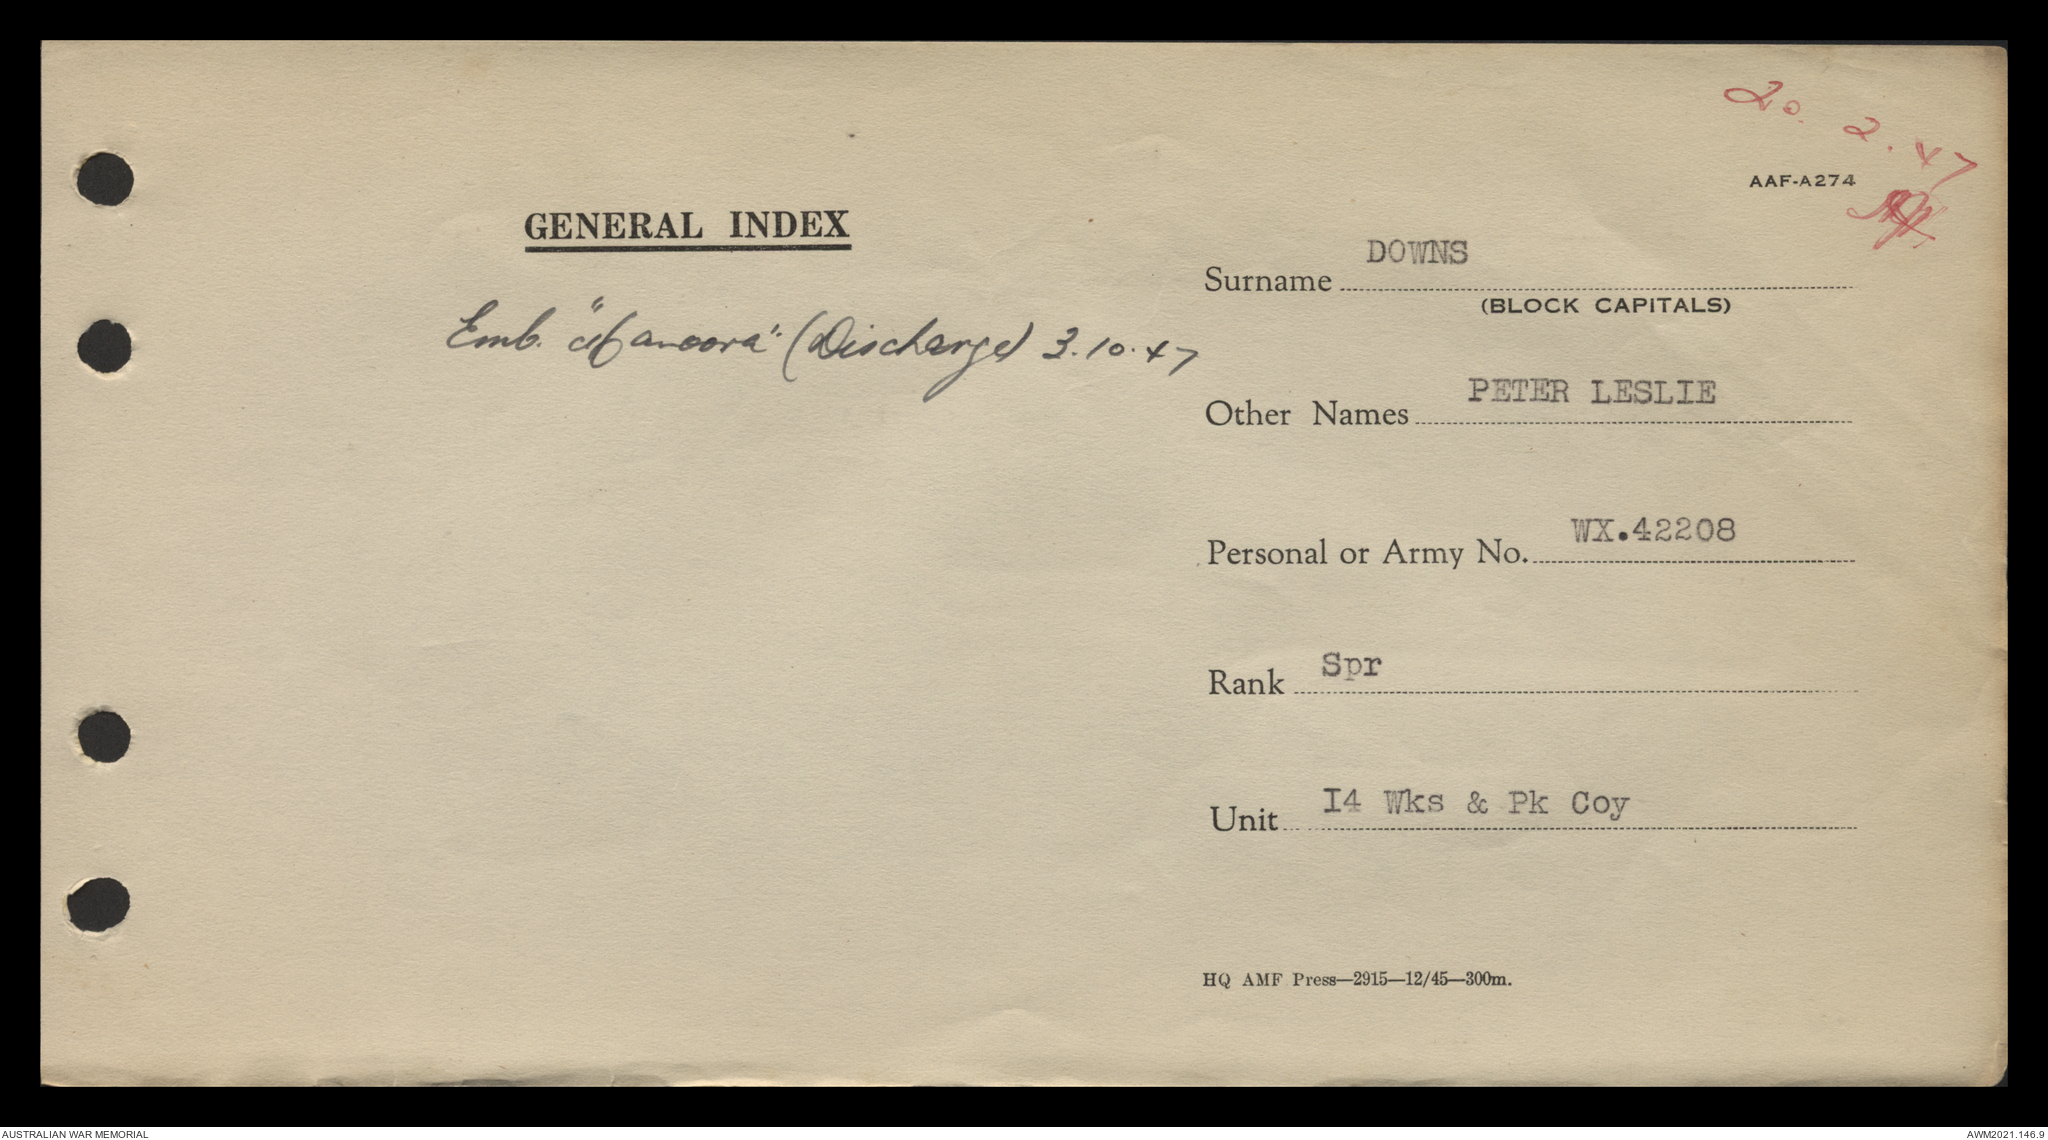 20.2.47
AAF-A274
GENERAL INDEX
Emb. "Kanoora" (Discharge) 3.10.47
Surname DOWNS
(BLOCK CAPITALS)
Other Names PETER LESLIE
Personal or Army No. WX.42208
Rank Spr
Unit I4 Wks & Pk Coy
HQ AMF Press—2915—12/45—300m.
AUSTRALIAN WAR MEMORIAL
AWM2021.146.9